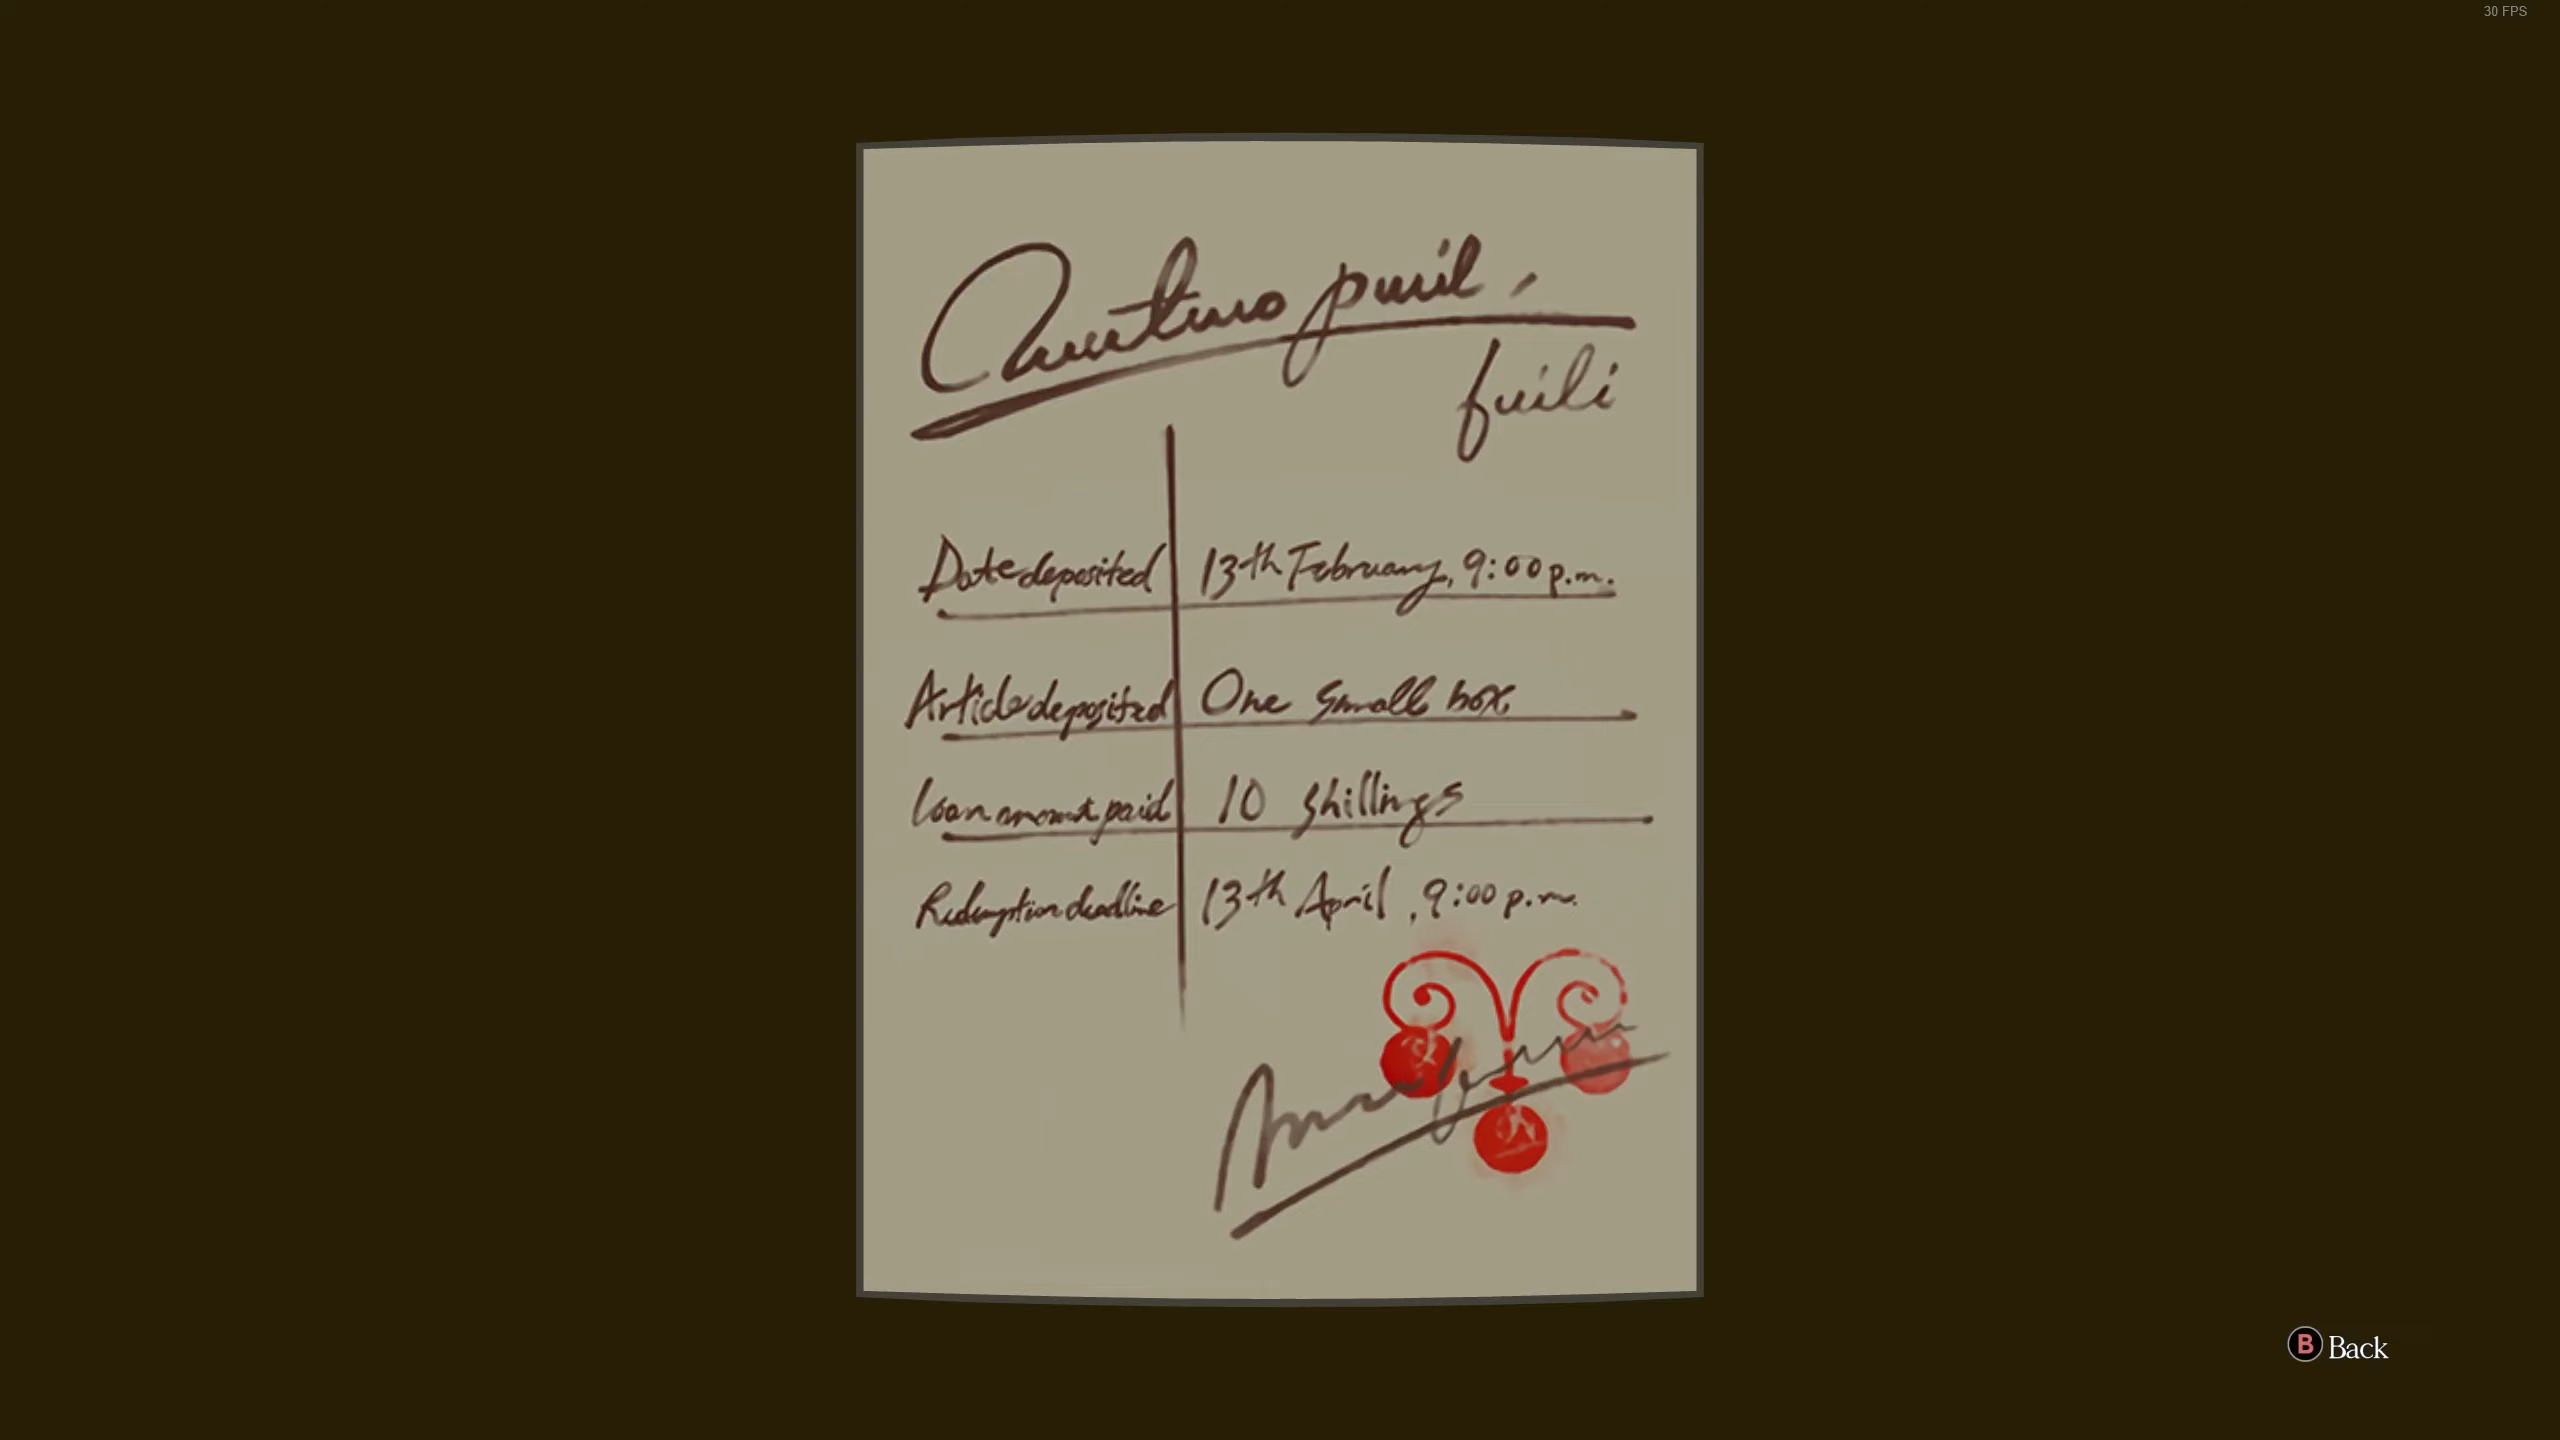 30 FPS
Date deposited 13th February, 9:00 p.m.
Article deposited One small box
Loan amount paid 10 shillings
Redemption deadline 13th April, 9:00 p.m.
B Back